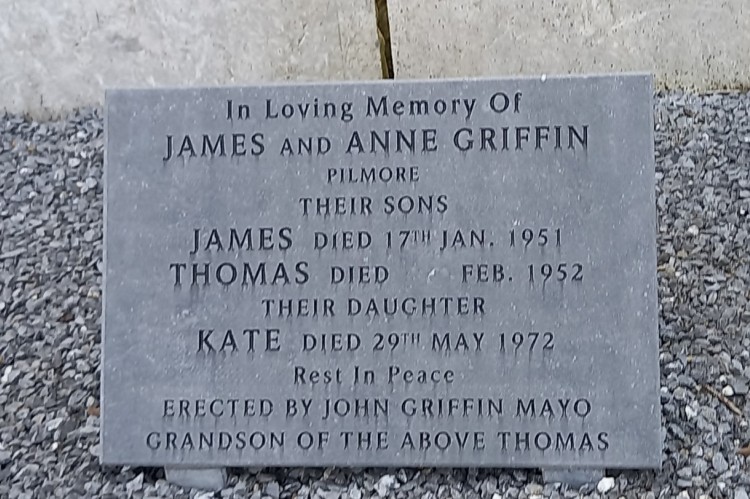 In Loving Memory Of
JAMES AND ANNE GRIFFIN
PILMORE
THEIR SONS
JAMES DIED 17TH JAN. 1951
THOMAS DIED FEB. 1952
THEIR DAUGHTER
KATE DIED 29TH MAY 1972
Rest In Peace
ERECTED BY JOHN GRIFFIN MAYO
GRANDSON OF THE ABOVE THOMAS